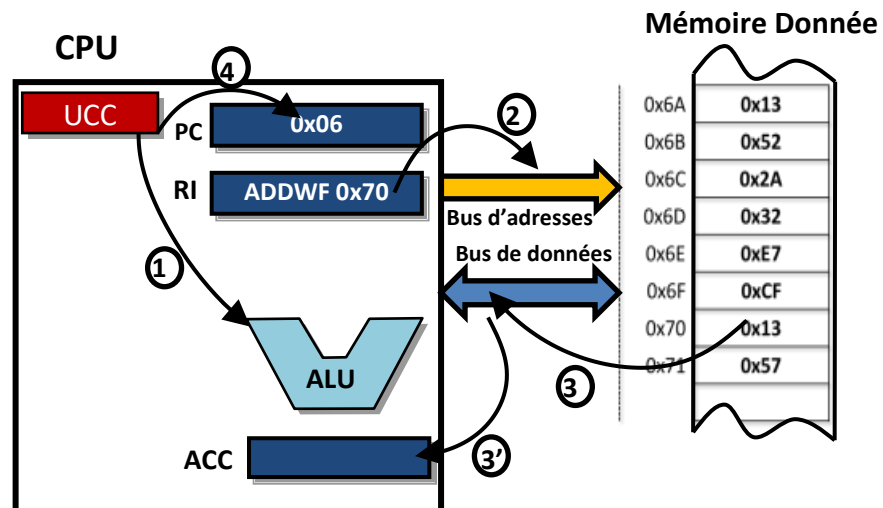 Mémoire Donnée
CPU
4
UCC
PC
0x06
2
RI
ADDWF 0x70
Bus d'adresses
Bus de données
1
ALU
3
ACC
3’
0x6A 0x13
0x6B 0x52
0x6C 0x2A
0x6D 0x32
0x6E 0xE7
0x6F 0xCF
0x70 0x13
0x71 0x57